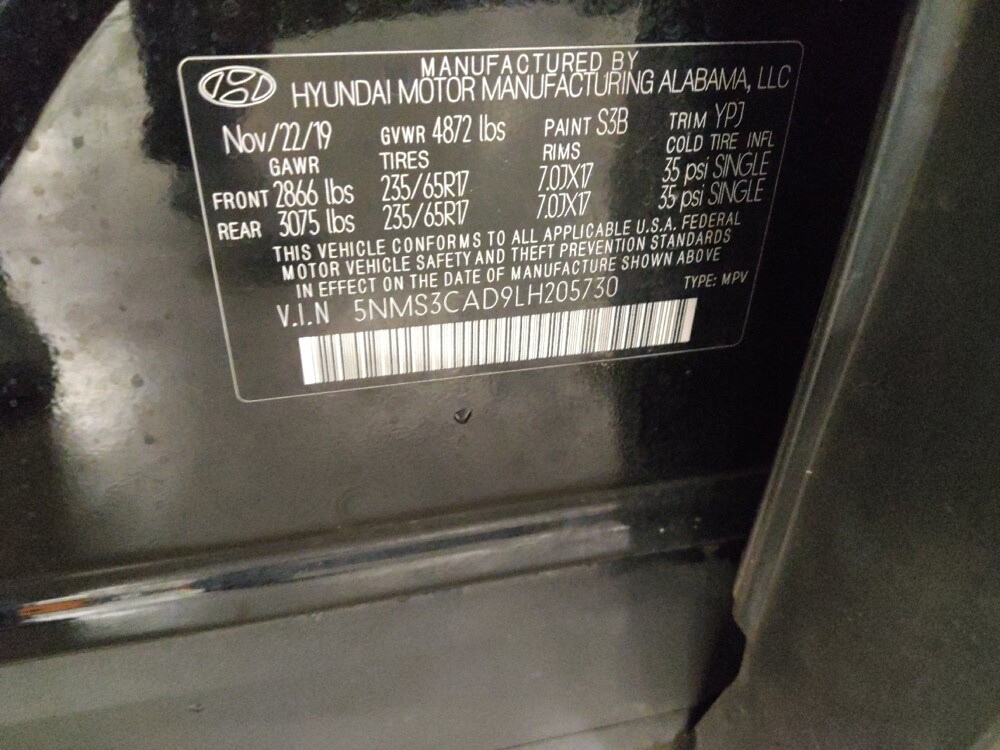 MANUFACTURED BY
HYUNDAI MOTOR MANUFACTURING ALABAMA, LLC
Nov/22/19 GVWR 4872 lbs PAINT S3B TRIM YPJ
GAWR TIRES RIMS COLD TIRE INFL
FRONT 2866 lbs 235/65R17 7.0JX17 35 psi SINGLE
REAR 3075 lbs 235/65R17 7.0JX17 35 psi SINGLE
THIS VEHICLE CONFORMS TO ALL APPLICABLE U.S.A. FEDERAL
MOTOR VEHICLE SAFETY AND THEFT PREVENTION STANDARDS
IN EFFECT ON THE DATE OF MANUFACTURE SHOWN ABOVE
V.I.N 5NMS3CAD9LH205730 TYPE: MPV